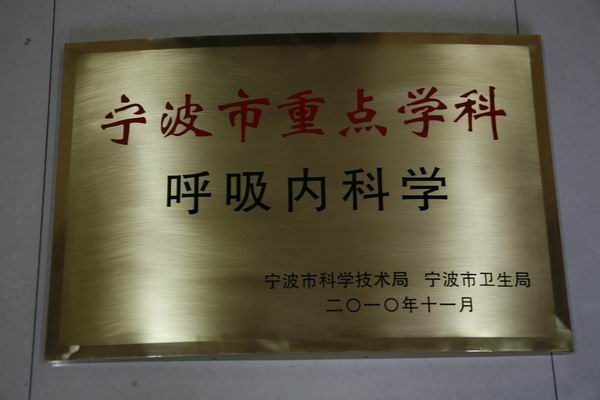 宁波市重点学科
呼吸内科学
宁波市科学技术局 宁波市卫生局
二〇一〇年十一月